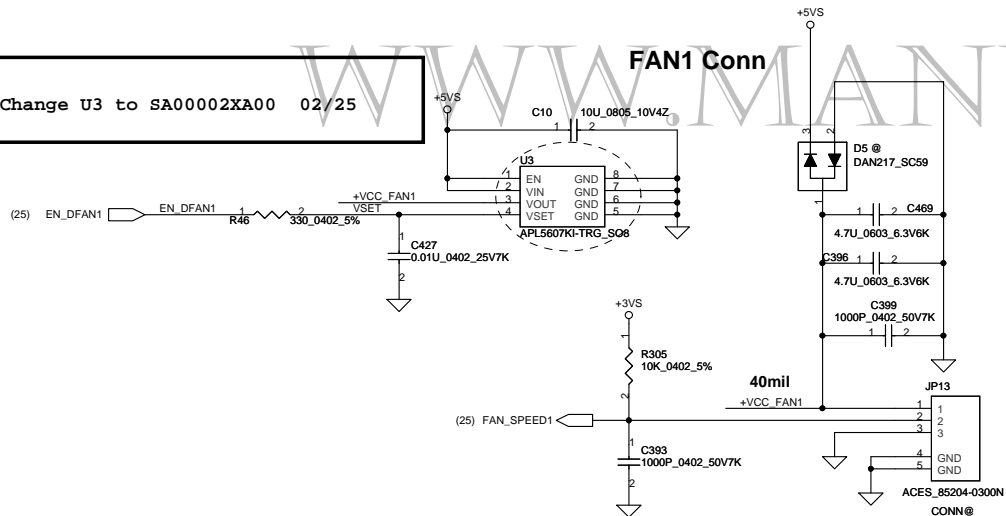 +5VS
WWW.MAN
FAN1 Conn
Change U3 to SA00002XA00 02/25
+5VS
C10 10U_0805_10V4Z
1 2
3 2
D5 @
DAN217_SC59
1
U3
1 EN GND 8
2 VIN GND 7
+VCC_FAN1 3 VOUT GND 6
VSET 4 VSET GND 5
APL5607KI-TRG_SO8
(25) EN_DFAN1 EN_DFAN1 1 2
R46 330_0402_5%
1 2 C469
4.7U_0603_6.3V6K
1
C427
0.01U_0402_25V7K
2
C396 1 2
4.7U_0603_6.3V6K
C399
1000P_0402_50V7K
1 2
+3VS
1
R305
10K_0402_5%
2
40mil
+VCC_FAN1
JP13
1 1
2 2
3 3
4 GND
5 GND
ACES_85204-0300N
CONN@
(25) FAN_SPEED1
1
C393
1000P_0402_50V7K
2